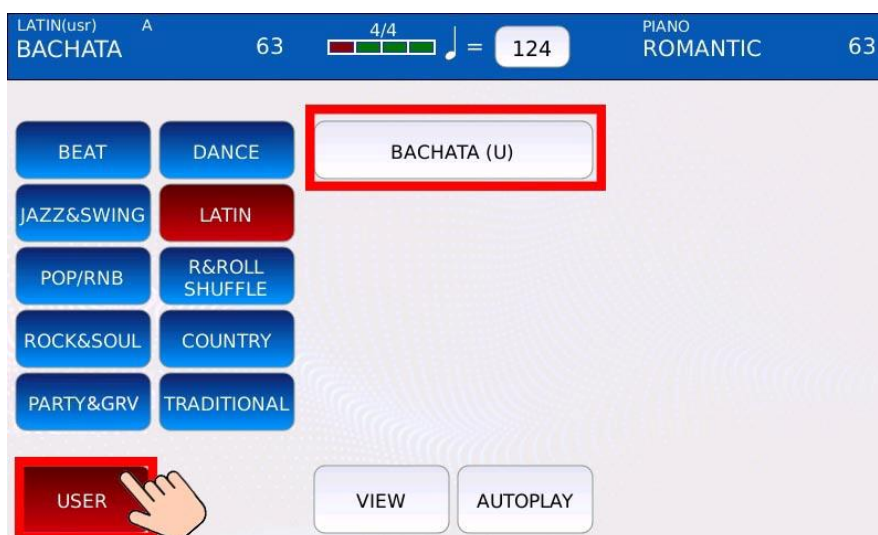 LATIN(usr) A
BACHATA 63
4/4
= 124
PIANO
ROMANTIC 63
BEAT
DANCE
BACHATA (U)
JAZZ&SWING
LATIN
POP/RNB
R&ROLL
SHUFFLE
ROCK&SOUL
COUNTRY
PARTY&GRV
TRADITIONAL
USER
VIEW
AUTOPLAY